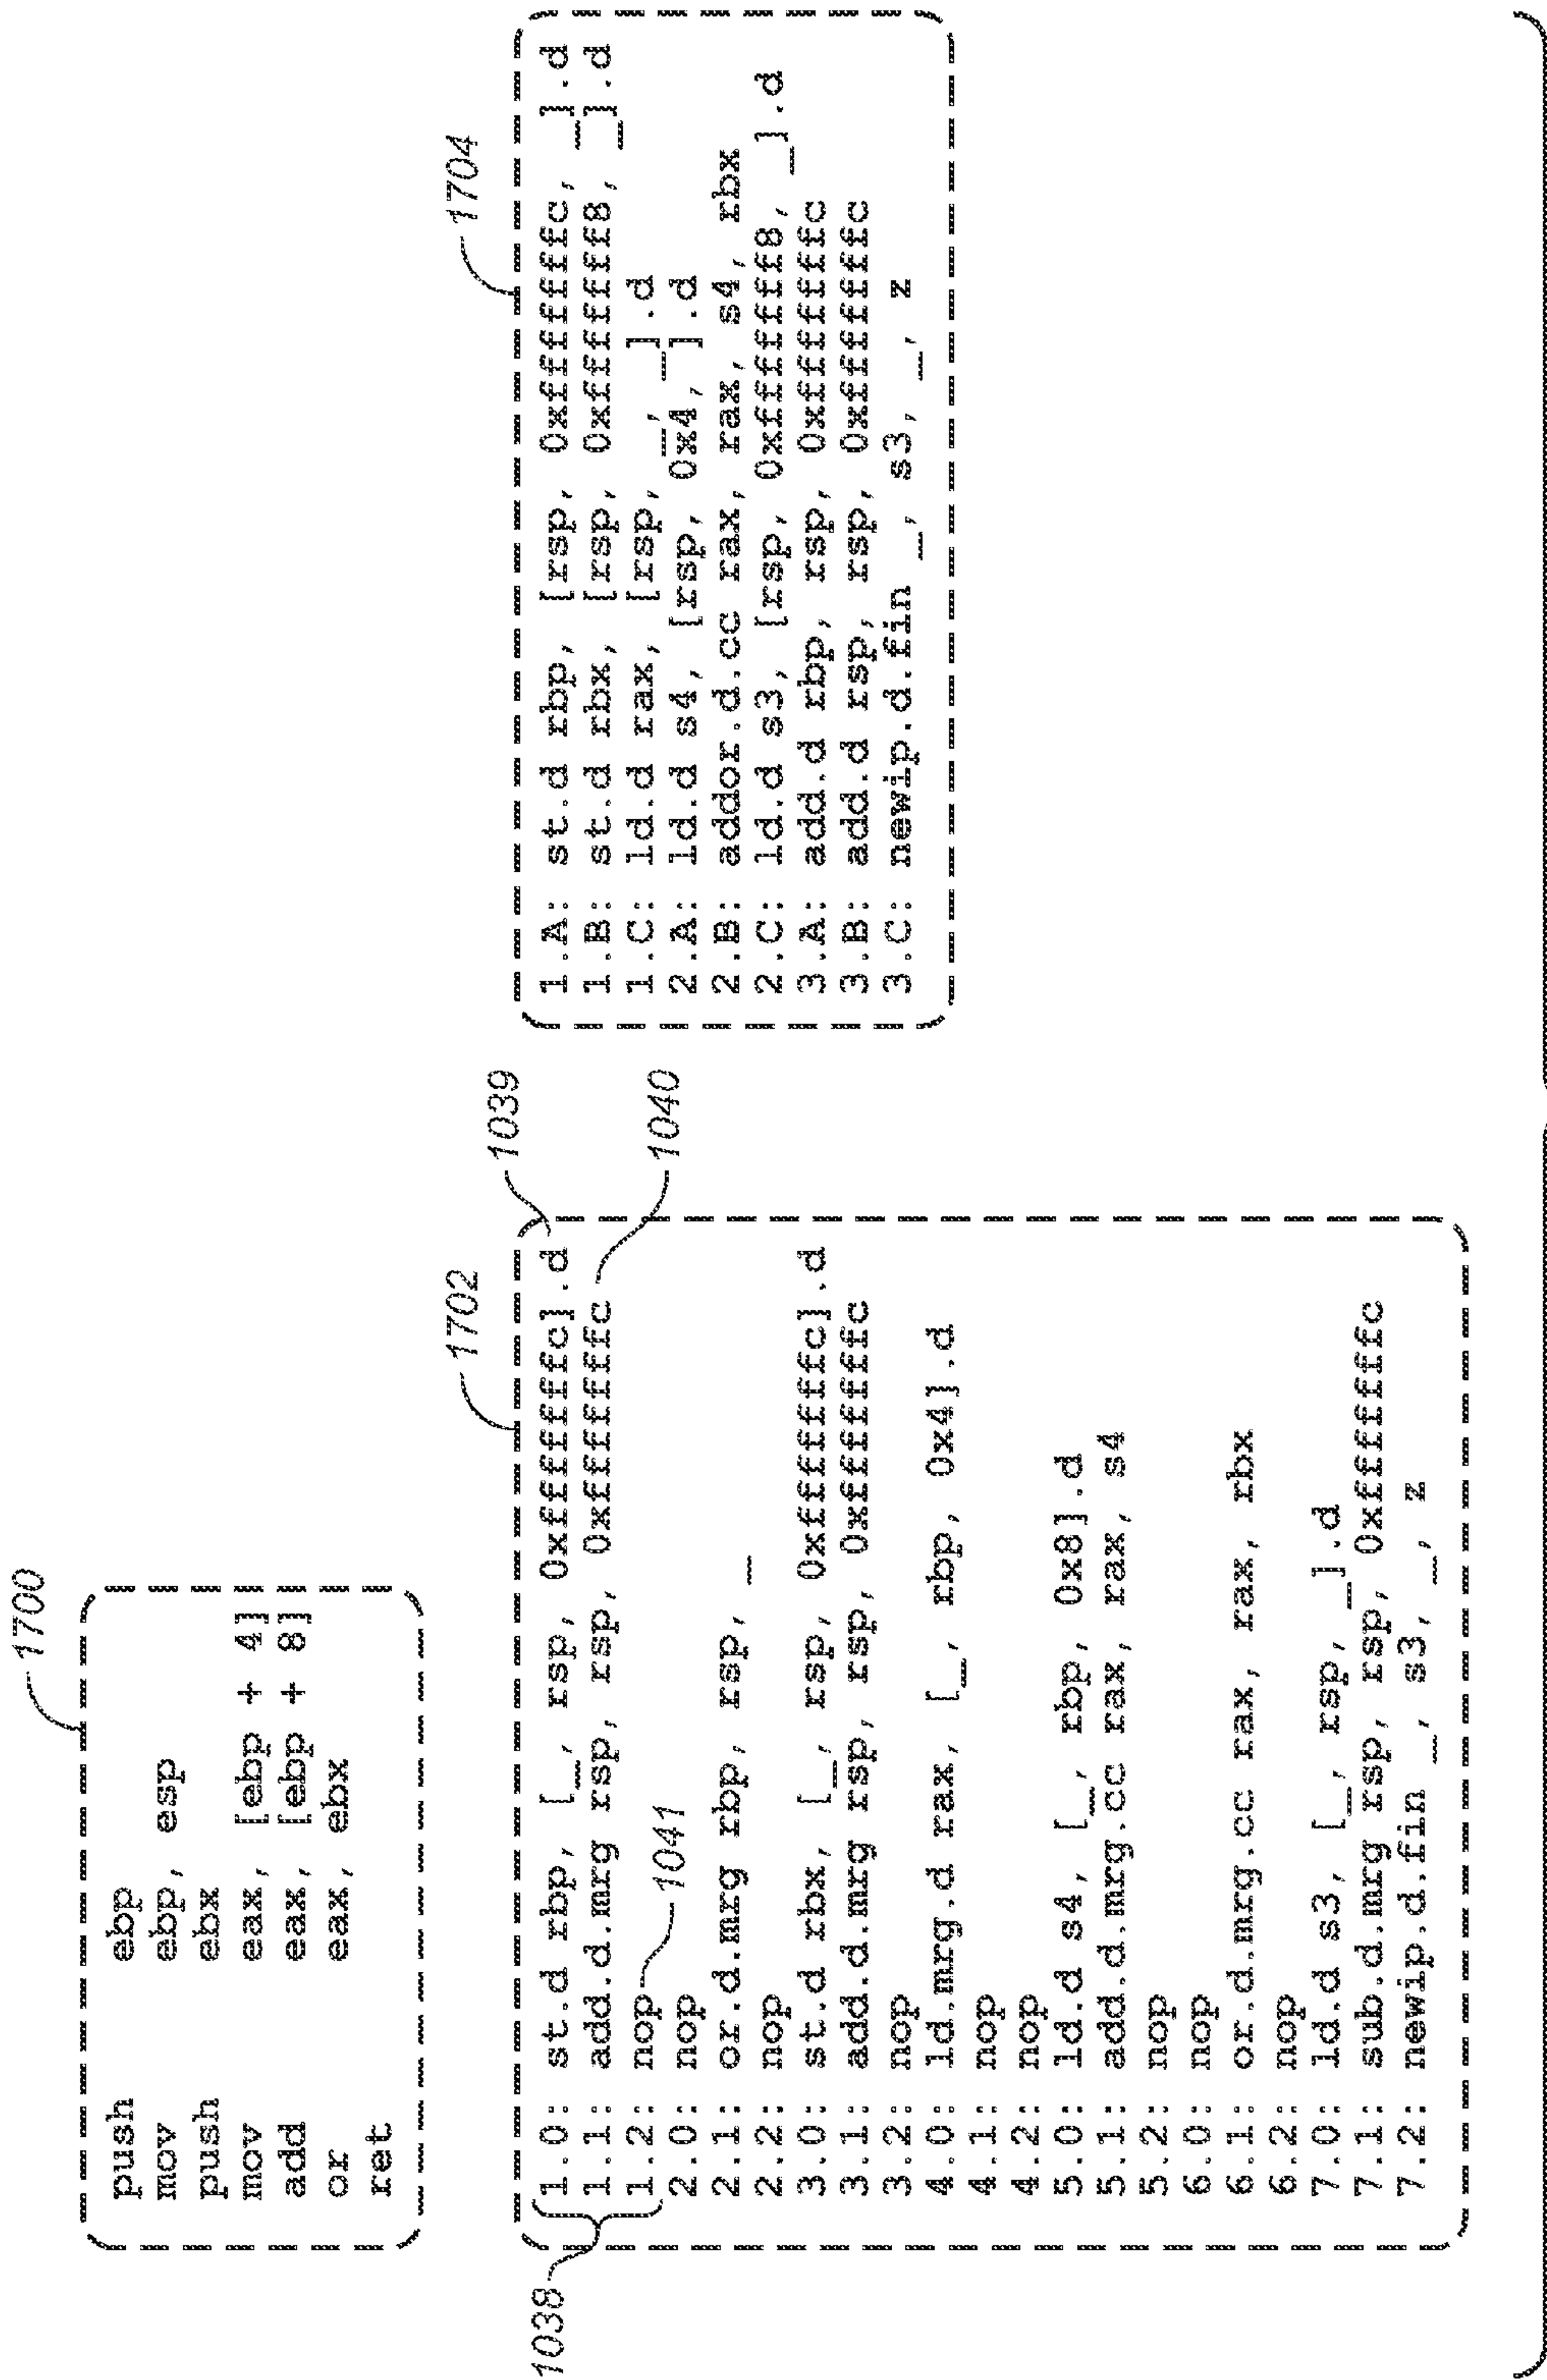 1700
push ebp
mov ebp, esp
push ebx
mov eax, [ebp + 4]
add eax, [ebp + 8]
or eax, ebx
ret
1702
1038
1039
1040
1041
1.0: st.d rbp, [_, rsp, 0xfffffffc].d
1.1: add.d.mrg rsp, rsp, 0xfffffffc
1.2: nop
2.0: nop
2.1: or.d.mrg rbp, rsp, _
2.2: nop
3.0: st.d rbx, [_, rsp, 0xfffffffc].d
3.1: add.d.mrg rsp, rsp, 0xfffffffc
3.2: nop
4.0: ld.mrg.d rax, [_, rbp, 0x4].d
4.1: nop
4.2: nop
5.0: ld.d s4, [_, rbp, 0x8].d
5.1: add.d.mrg.cc rax, rax, s4
5.2: nop
6.0: nop
6.1: or.d.mrg.cc rax, rax, rbx
6.2: nop
7.0: ld.d s3, [_, rsp, _].d
7.1: sub.d.mrg rsp, rsp, 0xfffffffc
7.2: newip.d.fin _, s3, _, z
1704
1.A: st.d rbp, [rsp, 0xfffffffc, _].d
1.B: st.d rbx, [rsp, 0xfffffff8, _].d
1.C: ld.d rax, [rsp, _, _].d
2.A: ld.d s4, [rsp, 0x4, _].d
2.B: addor.d.cc rax, rax, s4, rbx
2.C: ld.d s3, [rsp, 0xfffffff8, _].d
3.A: add.d rbp, rsp, 0xfffffffc
3.B: add.d rsp, rsp, 0xfffffffc
3.C: newip.d.fin _, s3, _, z